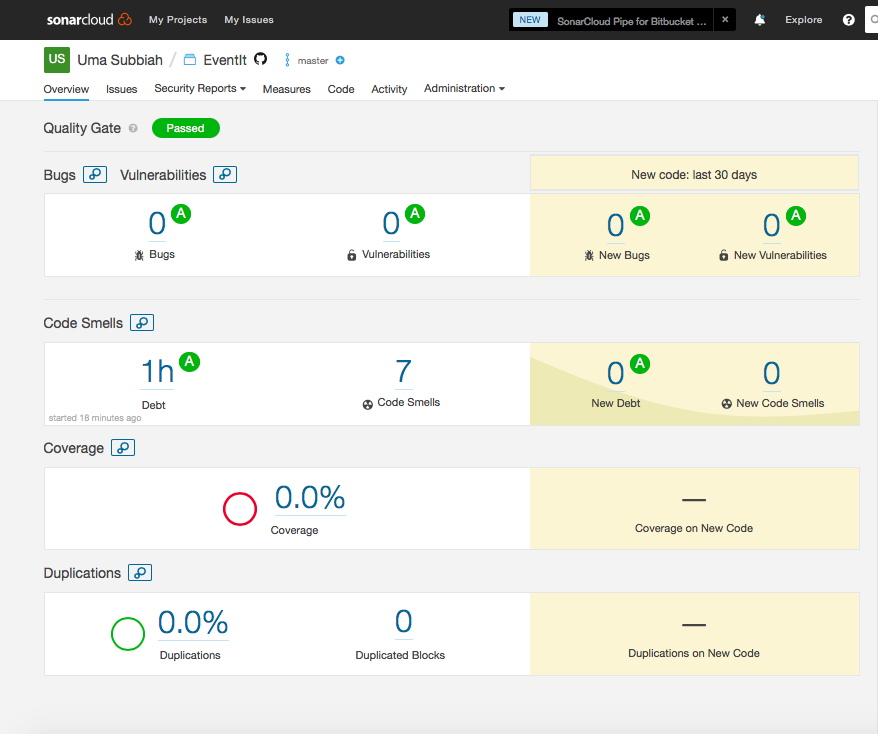 sonarcloud My Projects My Issues NEW SonarCloud Pipe for Bitbucket ... × Explore ?
US Uma Subbiah / EventIt master
Overview Issues Security Reports Measures Code Activity Administration
Quality Gate ? Passed
Bugs Vulnerabilities New code: last 30 days
0 A 0 A 0 A 0 A
Bugs Vulnerabilities New Bugs New Vulnerabilities
Code Smells
1h A 7 0 A 0
Debt Code Smells New Debt New Code Smells
started 18 minutes ago
Coverage
0.0% —
Coverage Coverage on New Code
Duplications
0.0% 0 —
Duplications Duplicated Blocks Duplications on New Code